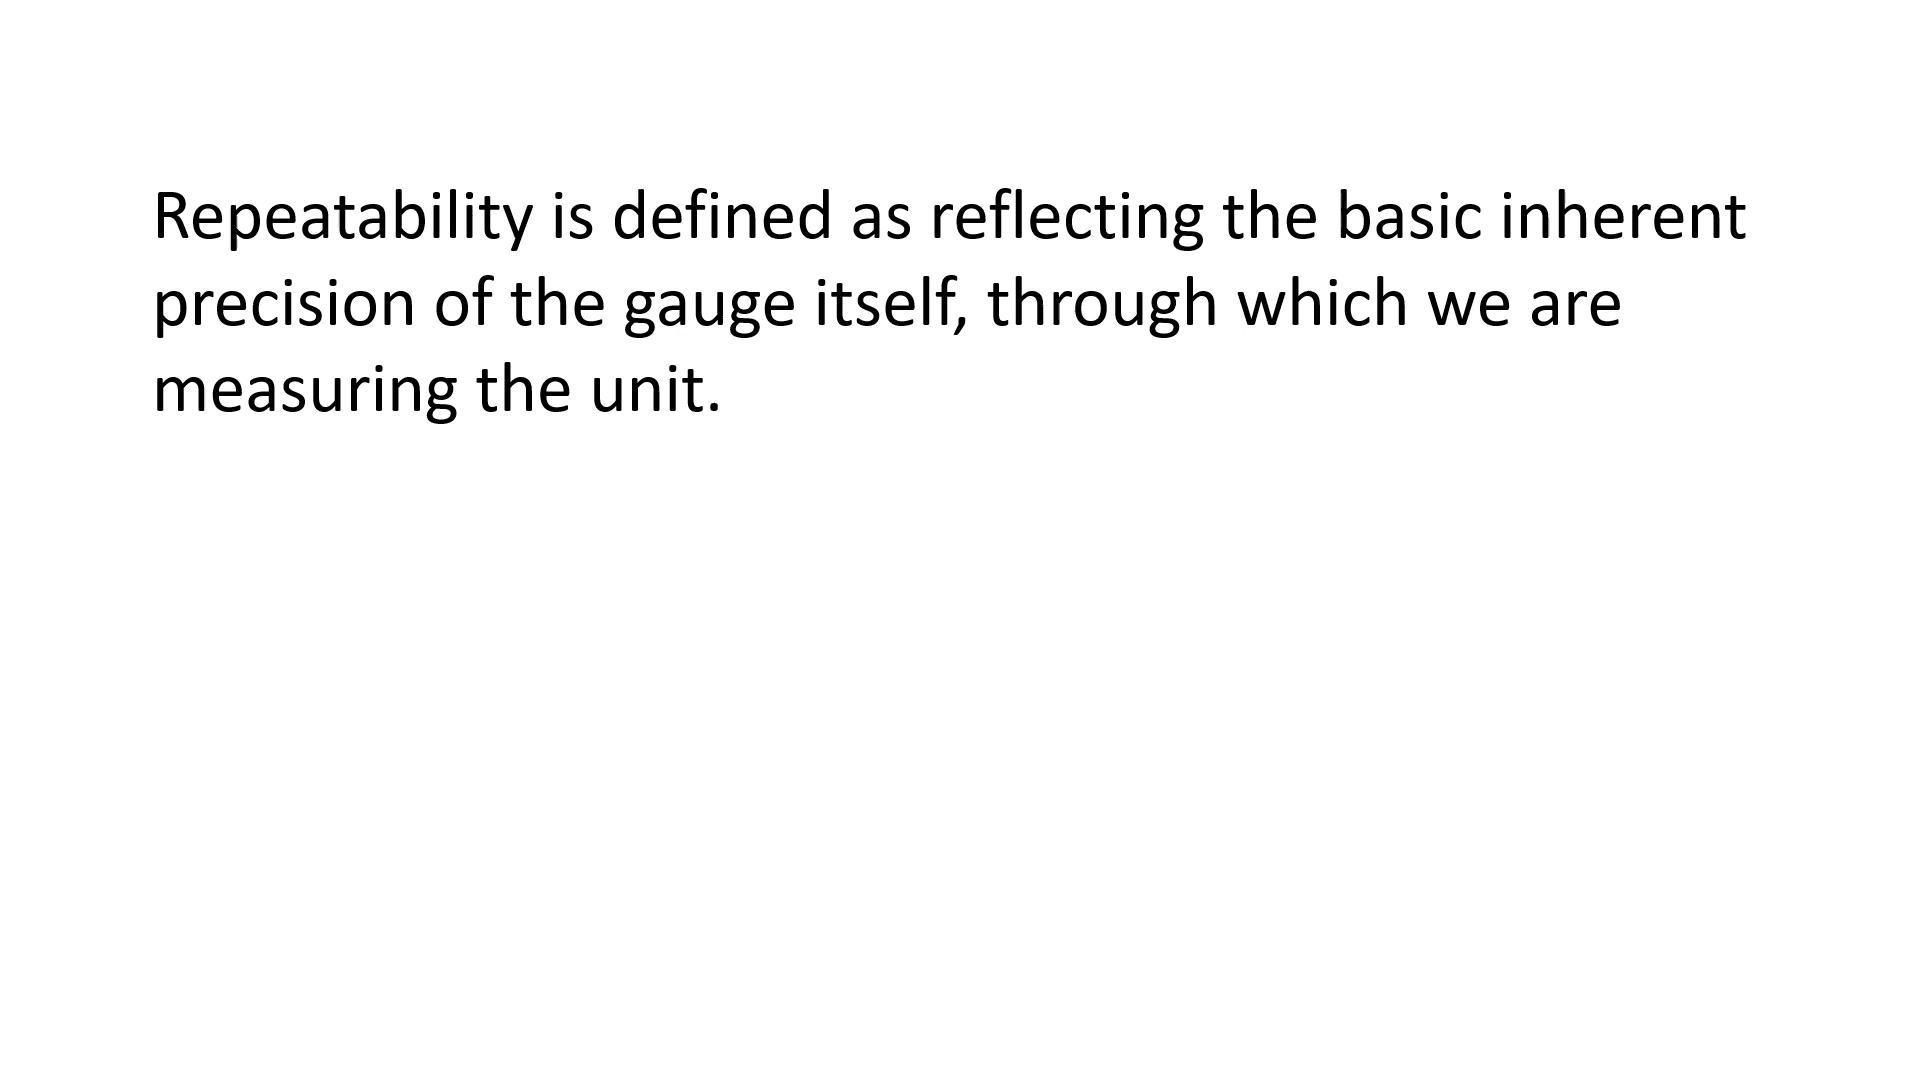 Repeatability is defined as reflecting the basic inherent
precision of the gauge itself, through which we are
measuring the unit.